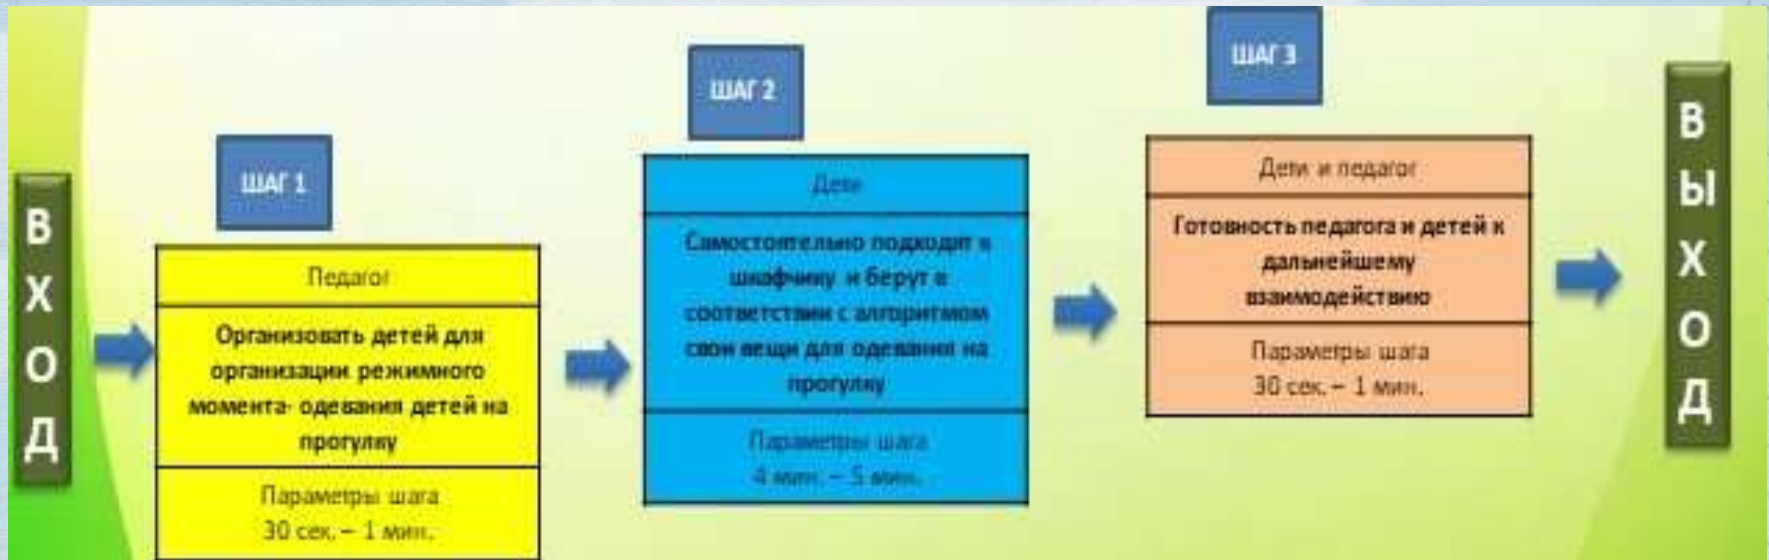 ВХОД
ШАГ 1
Педагог
Организовать детей для
организации режимного
момента- одевания детей на
прогулку
Параметры шага
30 сек. – 1 мин.
ШАГ 2
Дети
Самостоятельно подходят к
шкафчику и берут в
соответствии с алгоритмом
свои вещи для одевания на
прогулку
Параметры шага
4 мин. – 5 мин.
ШАГ 3
Дети и педагог
Готовность педагога и детей к
дальнейшему
взаимодействию
Параметры шага
30 сек. – 1 мин.
ВЫХОД